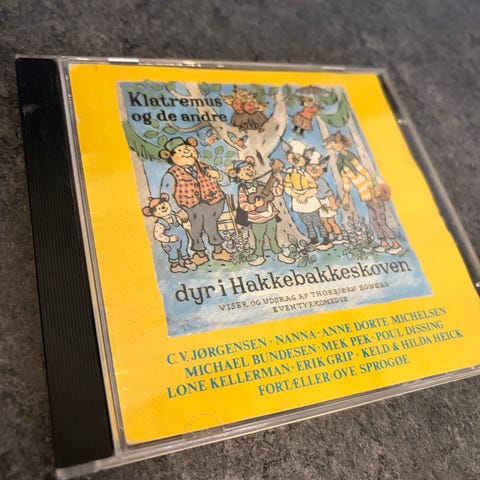 Klatremus
og de andre
dyr i Hakkebakkeskoven
VISER OG UDDRAG AF THORBJØRN EGNERS
EVENTYRKOMEDIE
C.V. JØRGENSEN · NANNA · ANNE DORTE MICHELSEN
MICHAEL BUNDESEN · MEK PEK · POUL DISSING
LONE KELLERMAN · ERIK GRIP · KELD & HILDA HEICK
FORTÆLLER · OVE SPROGØE